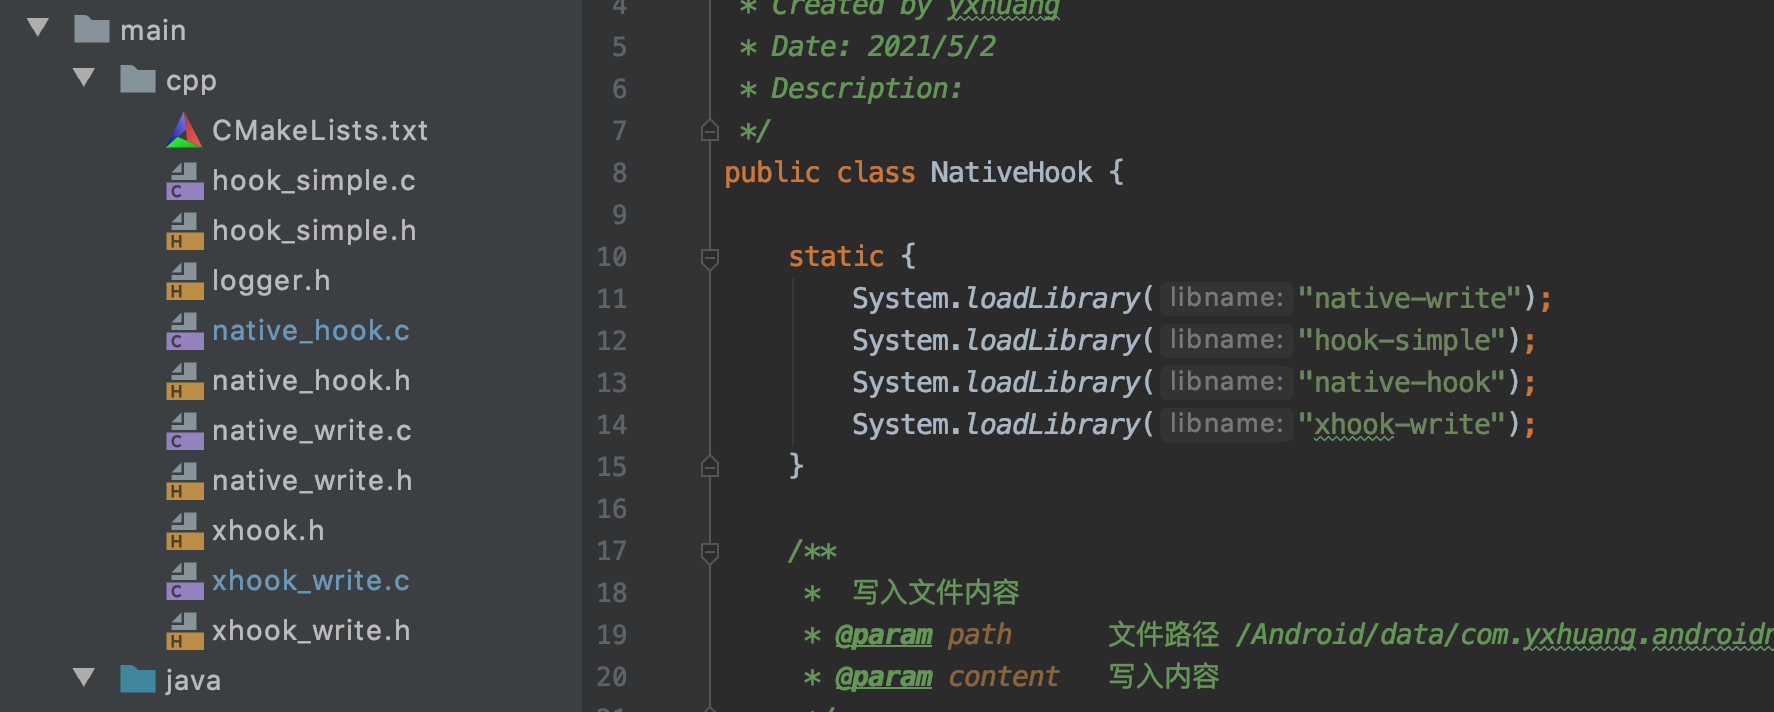 main
cpp
CMakeLists.txt
hook_simple.c
hook_simple.h
logger.h
native_hook.c
native_hook.h
native_write.c
native_write.h
xhook.h
xhook_write.c
xhook_write.h
java
4 * Created by yxhuang
5 * Date: 2021/5/2
6 * Description:
7 */
8 public class NativeHook {
9
10 static {
11 System.loadLibrary( libname: "native-write");
12 System.loadLibrary( libname: "hook-simple");
13 System.loadLibrary( libname: "native-hook");
14 System.loadLibrary( libname: "xhook-write");
15 }
16
17 /**
18 * 写入文件内容
19 * @param path 文件路径 /Android/data/com.yxhuang.androidr
20 * @param content 写入内容